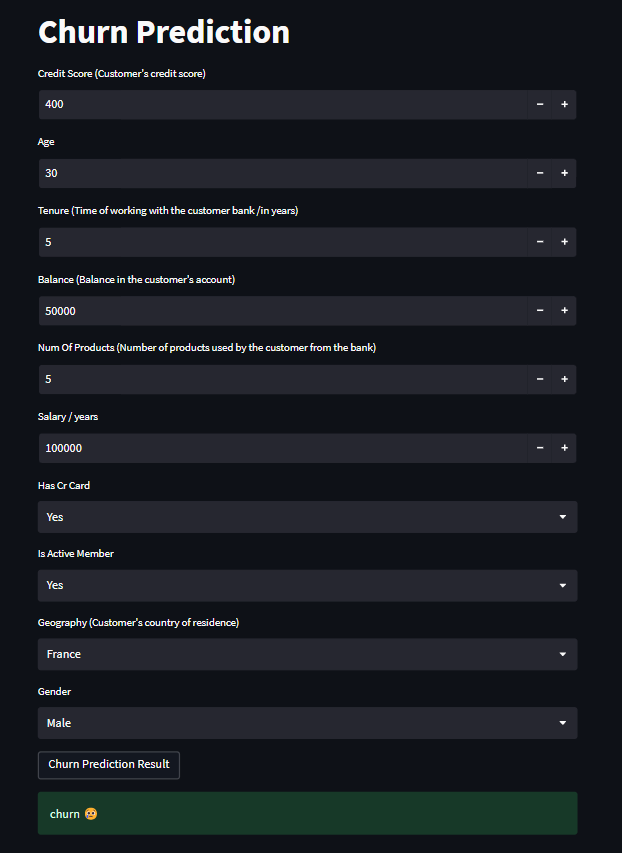 Churn Prediction
Credit Score (Customer's credit score)
400
Age
30
Tenure (Time of working with the customer bank /in years)
5
Balance (Balance in the customer's account)
50000
Num Of Products (Number of products used by the customer from the bank)
5
Salary / years
100000
Has Cr Card
Yes
Is Active Member
Yes
Geography (Customer's country of residence)
France
Gender
Male
Churn Prediction Result
churn 😢